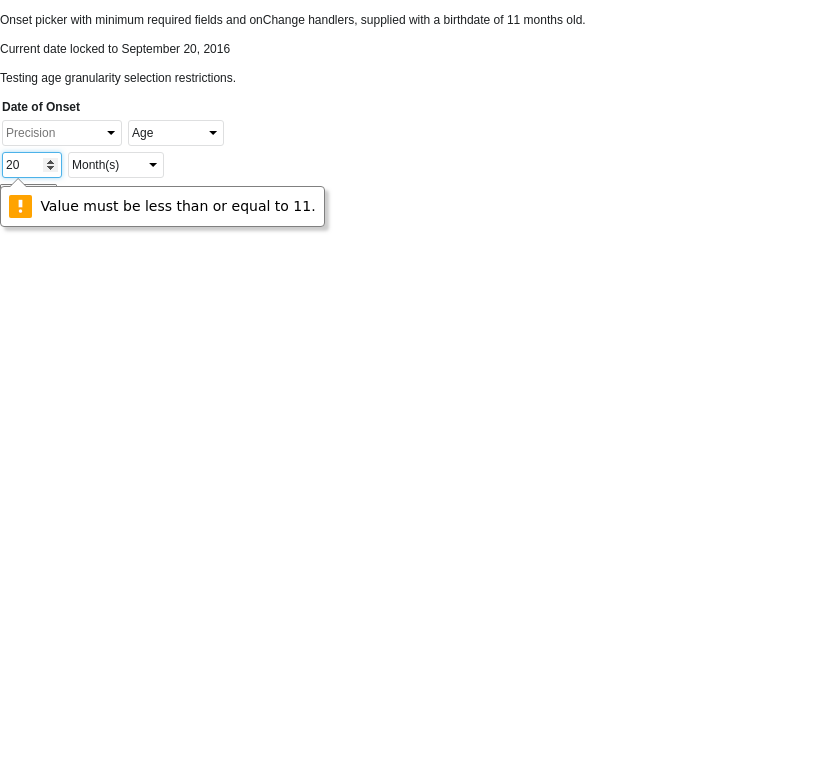 Onset picker with minimum required fields and onChange handlers, supplied with a birthdate of 11 months old.
Current date locked to September 20, 2016
Testing age granularity selection restrictions.
Date of Onset
Precision Age
20 Month(s)
Value must be less than or equal to 11.